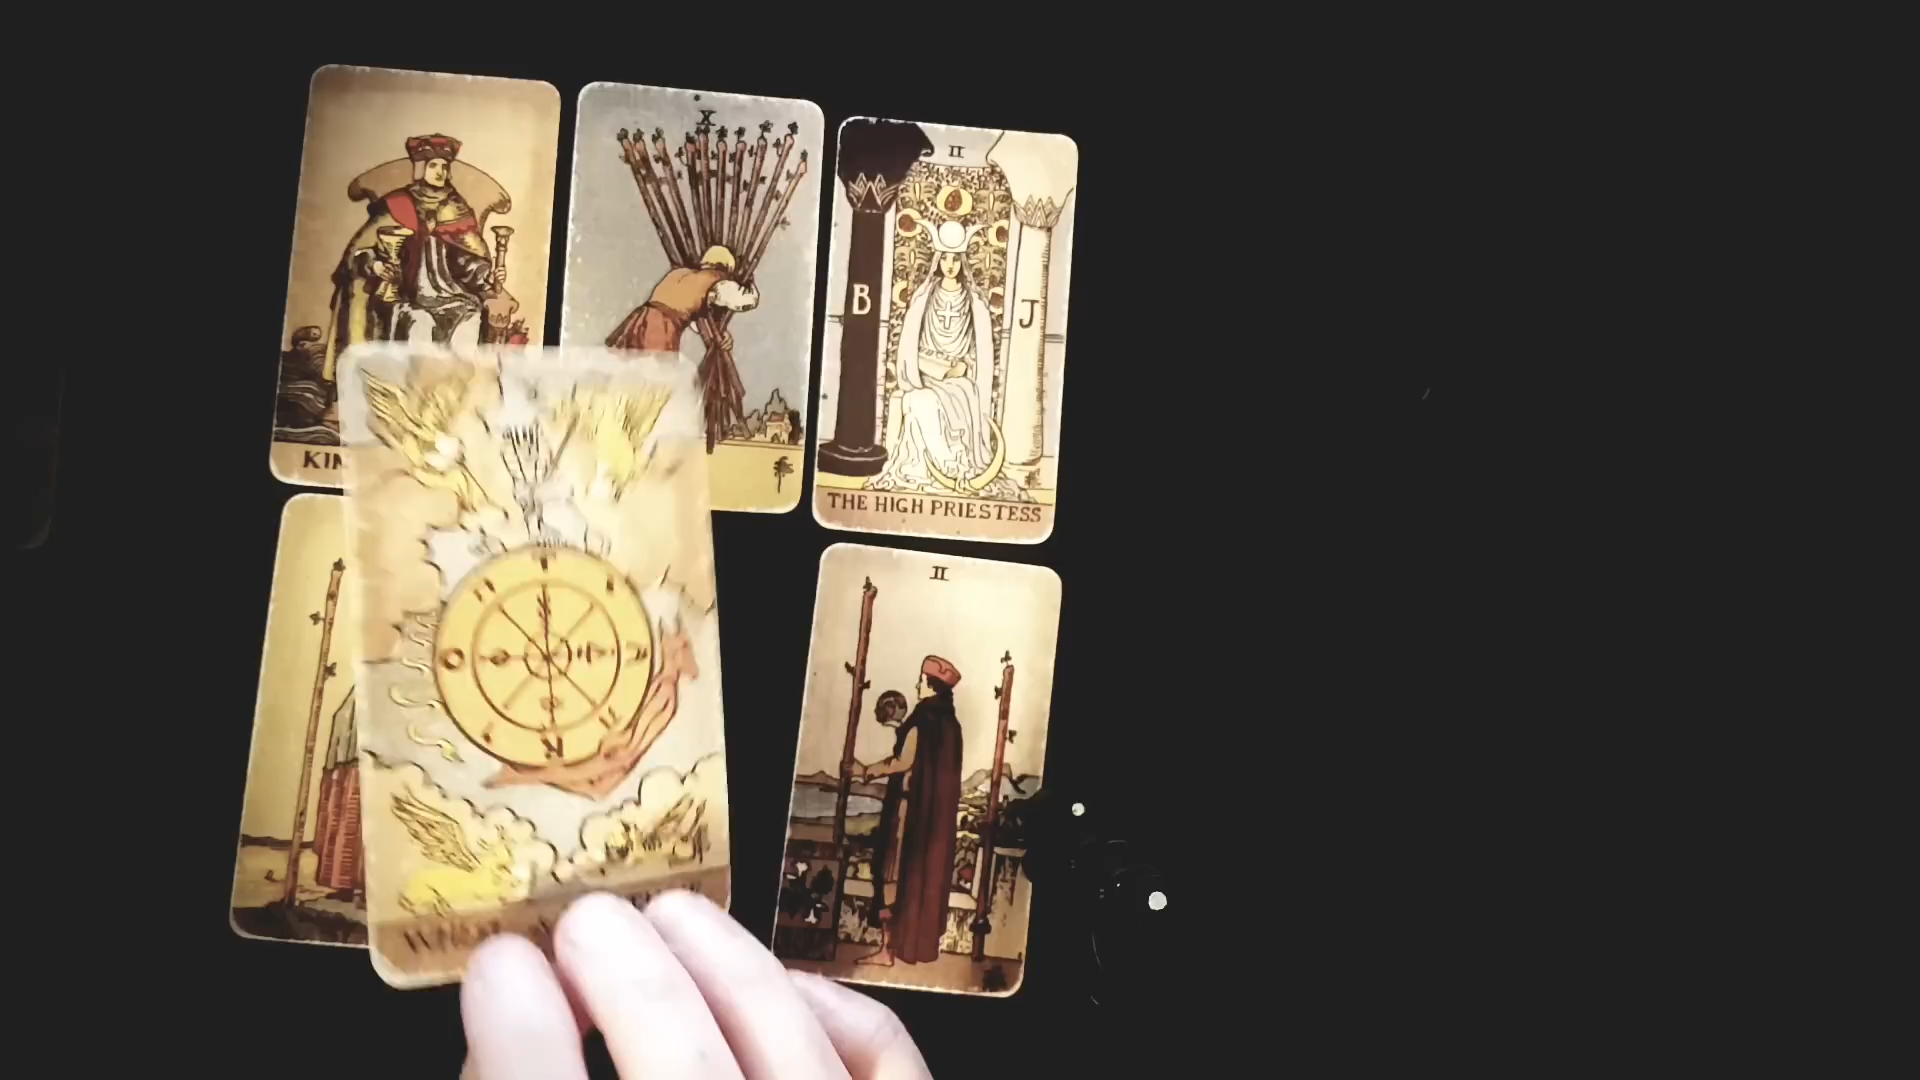 X
II
B
J
KIN
THE HIGH PRIESTESS
II